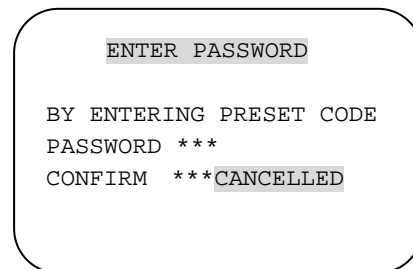 ENTER PASSWORD
BY ENTERING PRESET CODE
PASSWORD ***
CONFIRM ***CANCELLED